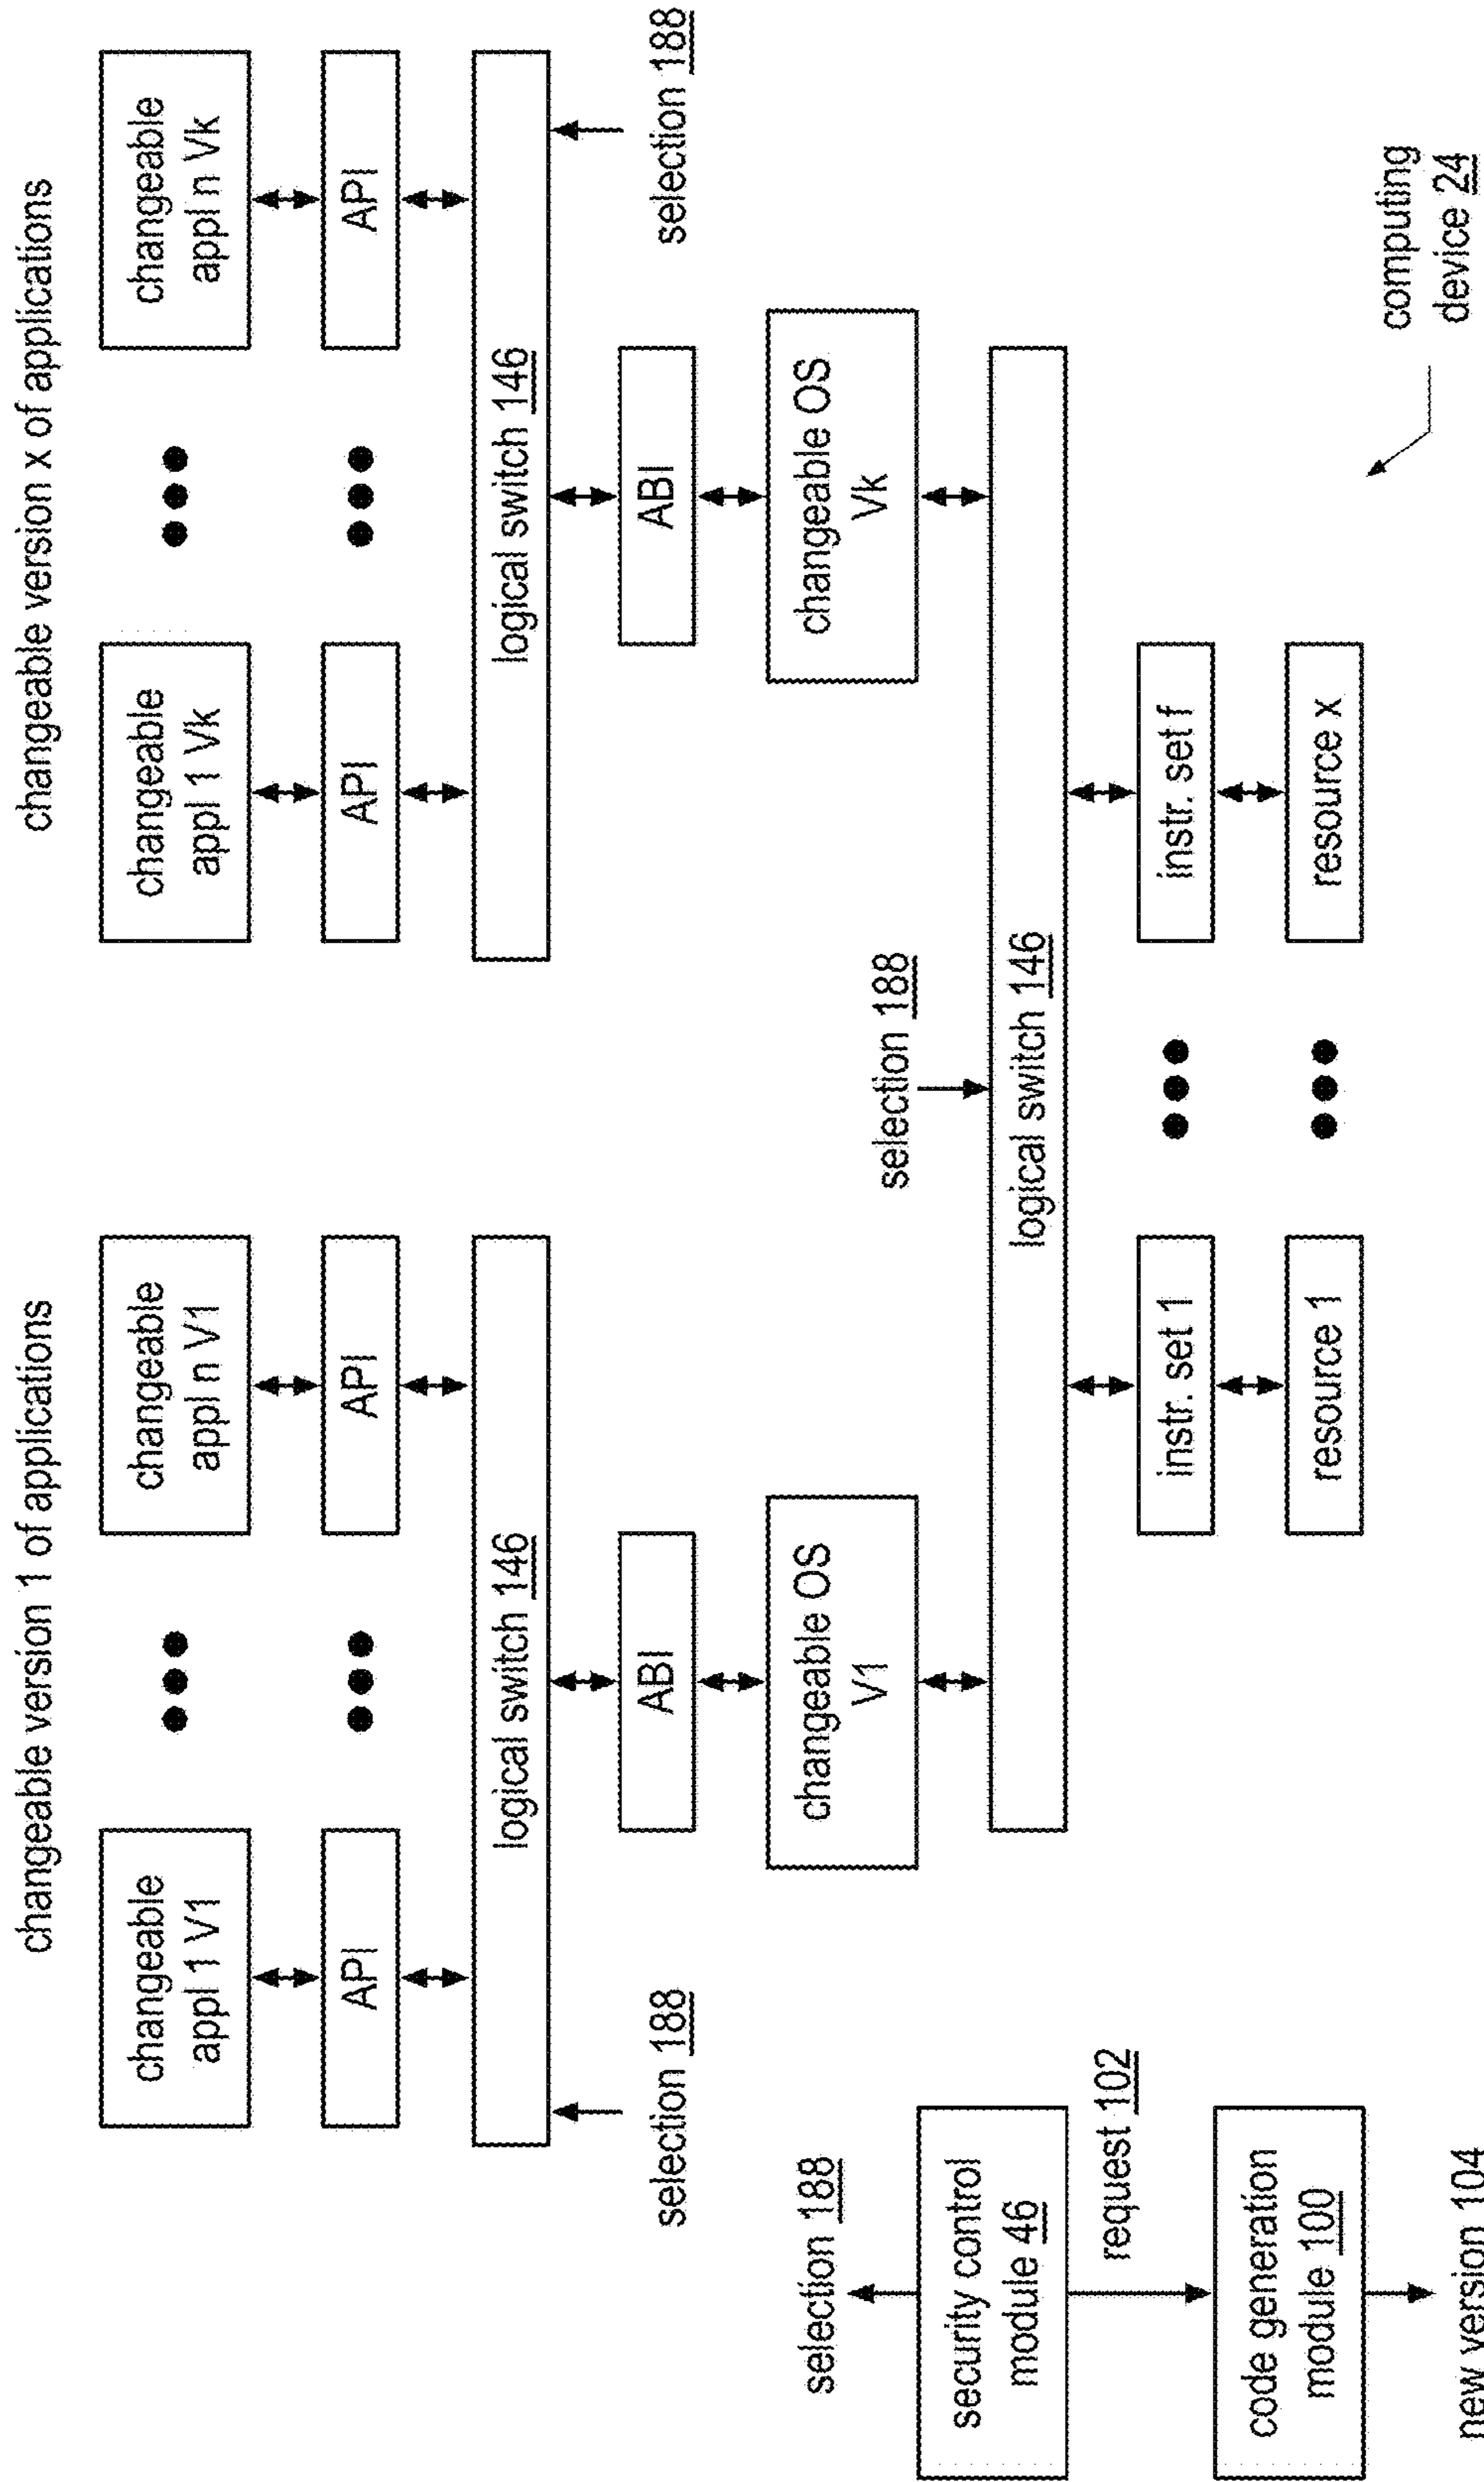 changeable version 1 of applications
changeable version x of applications
changeable
appl 1 V1
changeable
appl n V1
changeable
appl 1 Vk
changeable
appl n Vk
API
API
API
API
logical switch 146
logical switch 146
selection 188
selection 188
ABI
ABI
changeable OS
V1
changeable OS
Vk
selection 188
selection 188
logical switch 146
security control
module 46
request 102
instr. set 1
instr. set f
code generation
module 100
resource 1
resource x
new version 104
computing
device 24